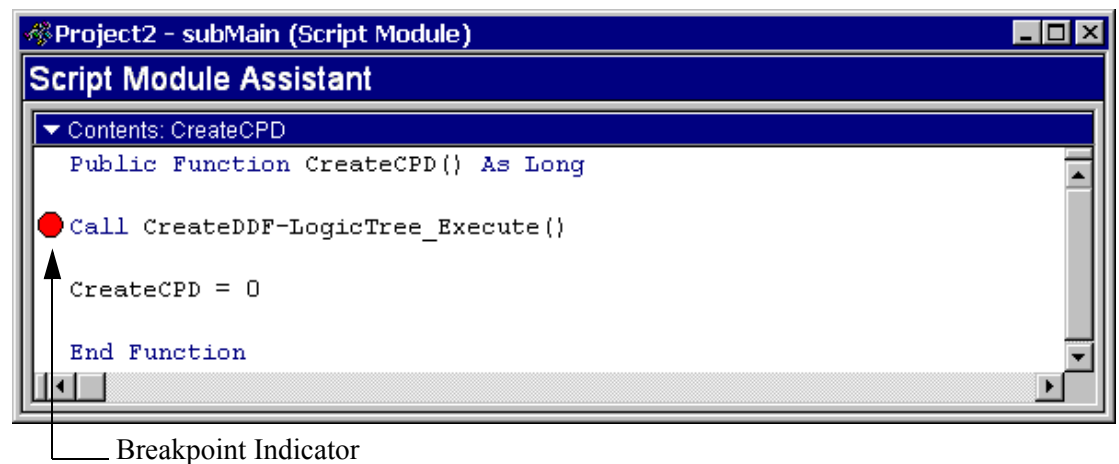 Project2 - subMain (Script Module)
Script Module Assistant
Contents: CreateCPD
Public Function CreateCPD() As Long
Call CreateDDF-LogicTree_Execute()
CreateCPD = 0
End Function
Breakpoint Indicator